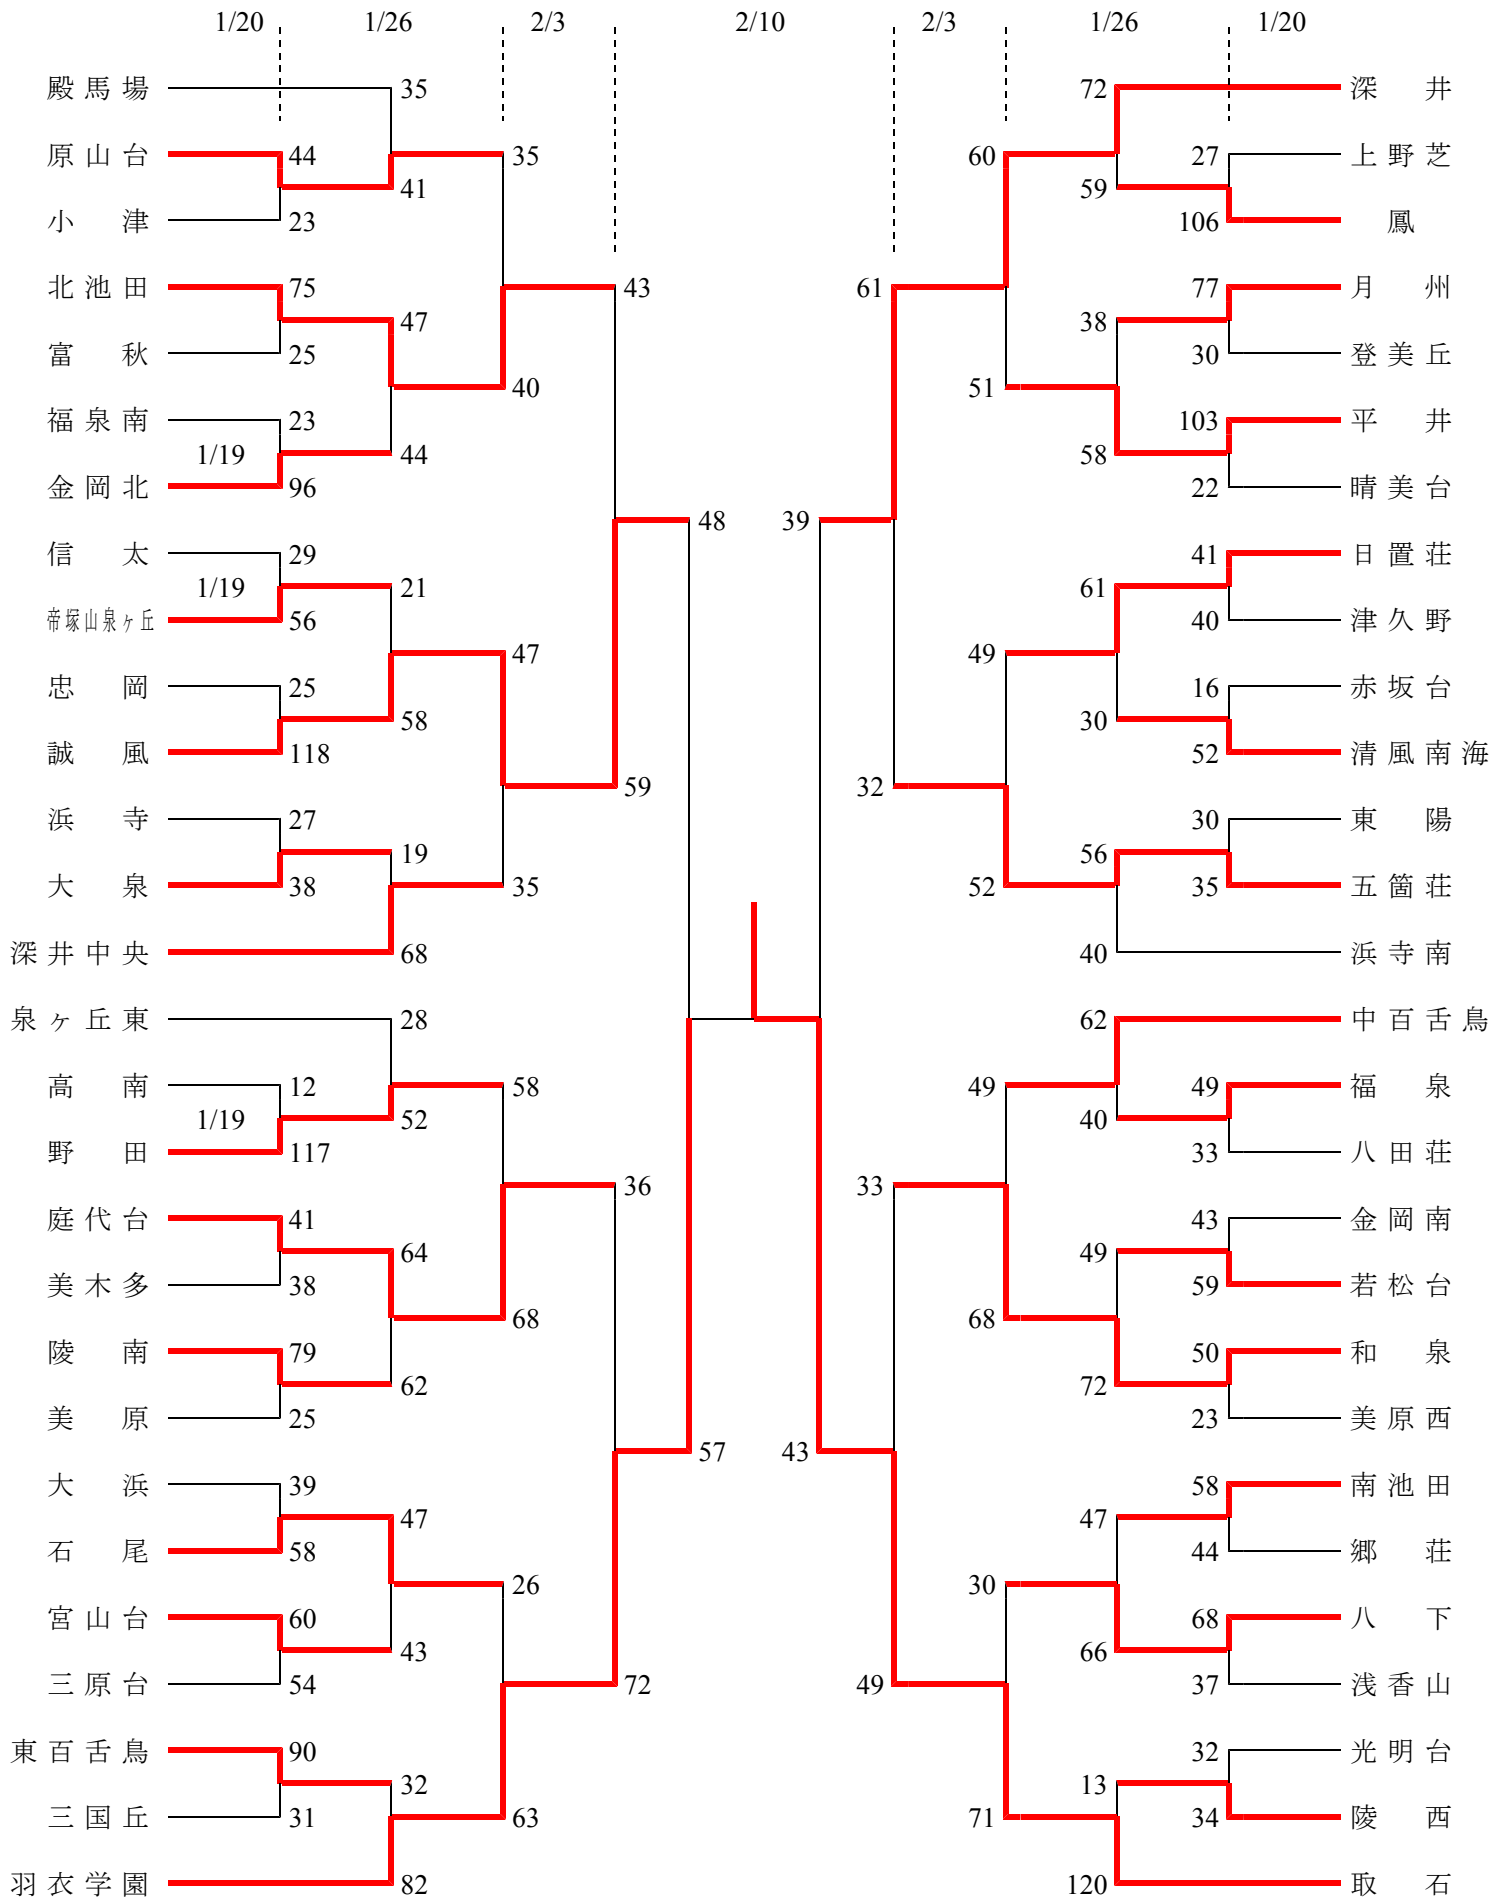 1/20 1/26 2/3 2/10 2/3 1/26 1/20
殿馬場 35 72 深井
原山台 44 35 60 27 上野芝
41 59
小津 23 106 鳳
北池田 75 43 61 77 月州
47 38
富秋 25 30 登美丘
40 51
福泉南 23 103 平井
1/19 44 58
金岡北 96 22 晴美台
48 39
信太 29 41 日置荘
1/19 21 61
帝塚山泉ヶ丘 56 40 津久野
47 49
忠岡 25 16 赤坂台
58 30
誠風 118 52 清風南海
59 32
浜寺 27 30 東陽
19 56
大泉 38 35 52 35 五箇荘
深井中央 68 40 浜寺南
泉ヶ丘東 28 62 中百舌鳥
高南 12 58 49 49 福泉
1/19 52 40
野田 117 33 八田荘
36 33
庭代台 41 43 金岡南
64 49
美木多 38 59 若松台
68 68
陵南 79 50 和泉
62 72
美原 25 23 美原西
57 43
大浜 39 58 南池田
47 47
石尾 58 44 郷荘
26 30
宮山台 60 68 八下
43 66
三原台 54 72 49 37 浅香山
東百舌鳥 90 32 光明台
32 13
三国丘 31 63 71 34 陵西
羽衣学園 82 120 取石